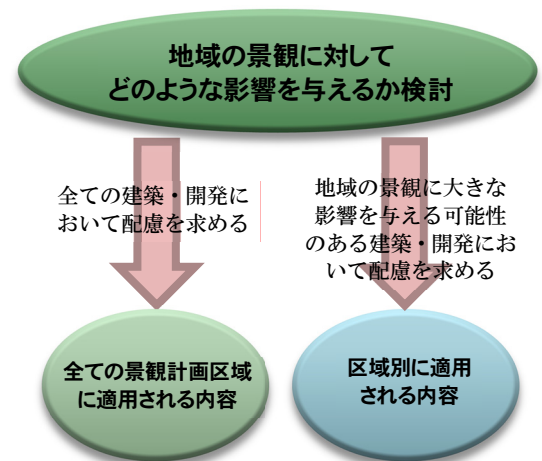 地域の景観に対して
どのような影響を与えるか検討
全ての建築・開発に
おいて配慮を求める
地域の景観に大きな
影響を与える可能性
のある建築・開発にお
いて配慮を求める
全ての景観計画区域
に適用される内容
区域別に適用
される内容